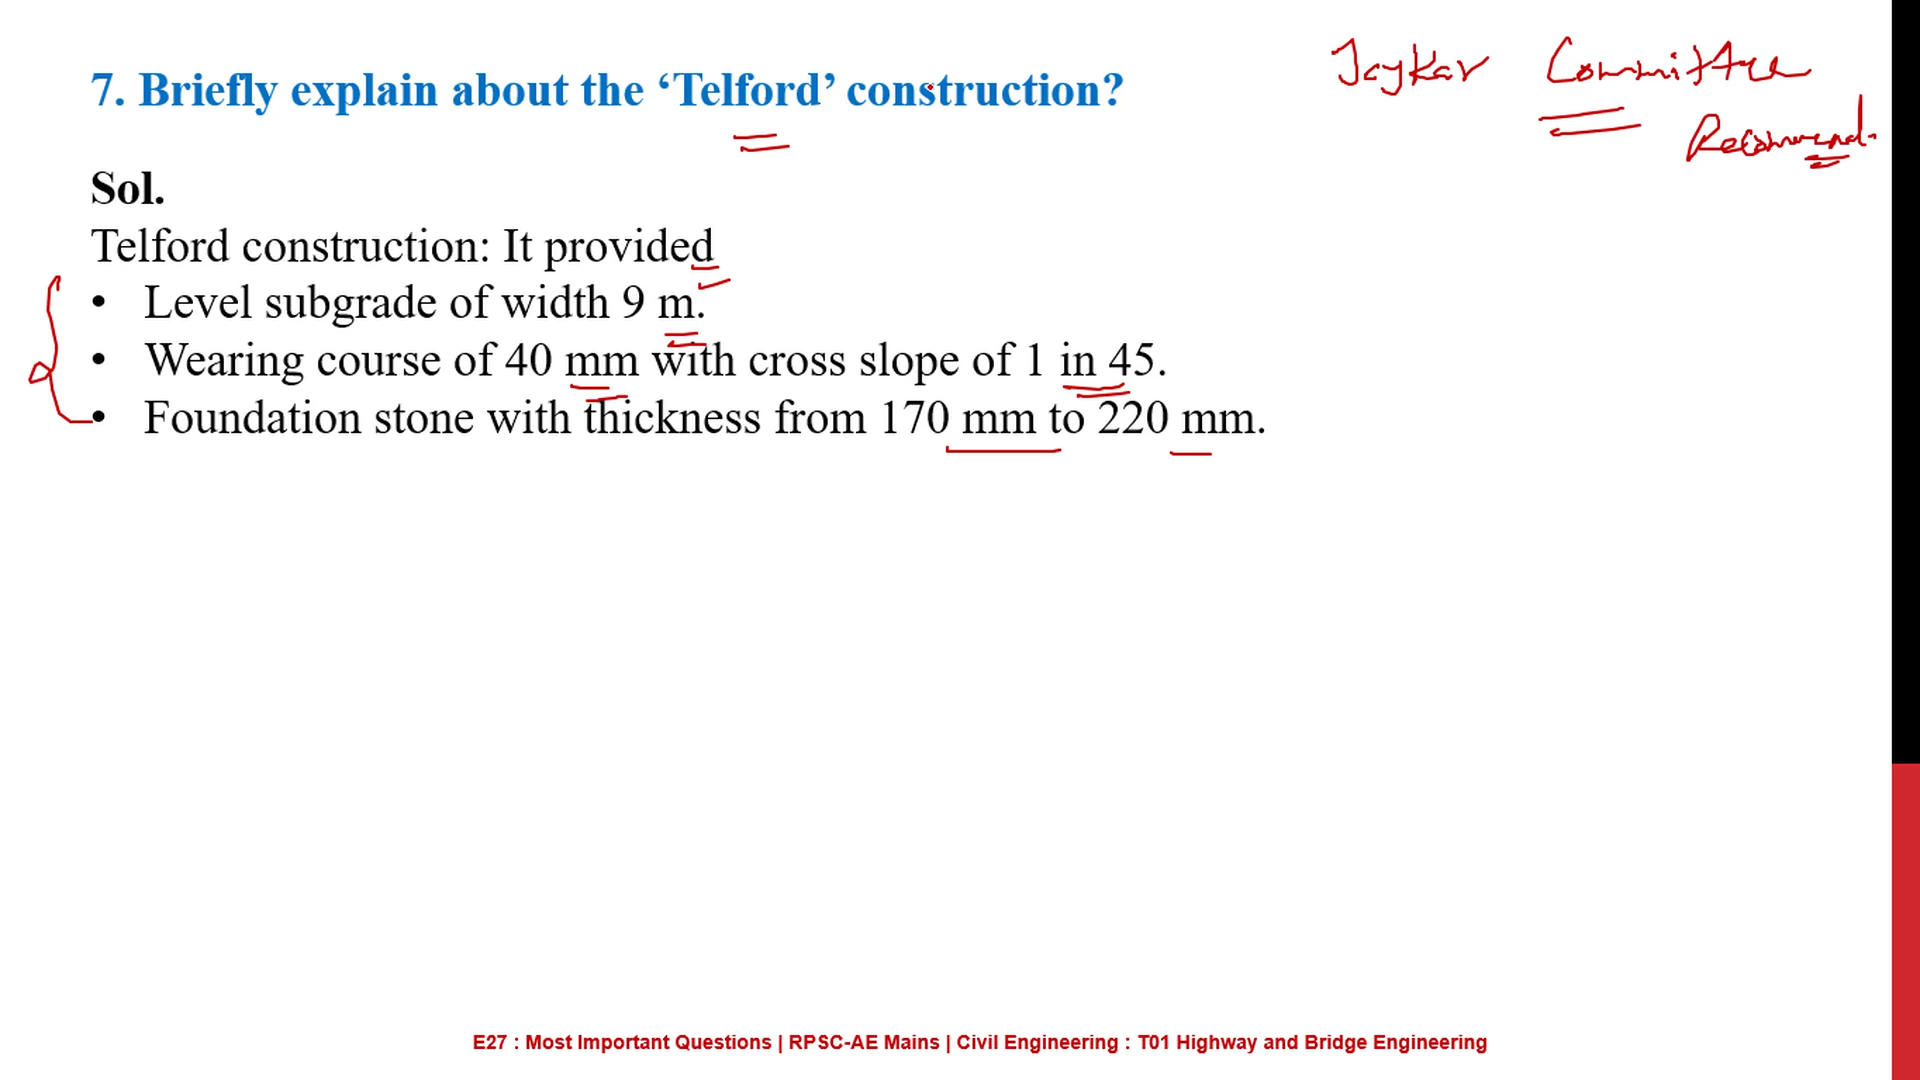 7. Briefly explain about the ‘Telford’ construction?
Jaykar Committee
Recommend.
Sol.
Telford construction: It provided
• Level subgrade of width 9 m.
• Wearing course of 40 mm with cross slope of 1 in 45.
• Foundation stone with thickness from 170 mm to 220 mm.
E27 : Most Important Questions | RPSC-AE Mains | Civil Engineering : T01 Highway and Bridge Engineering